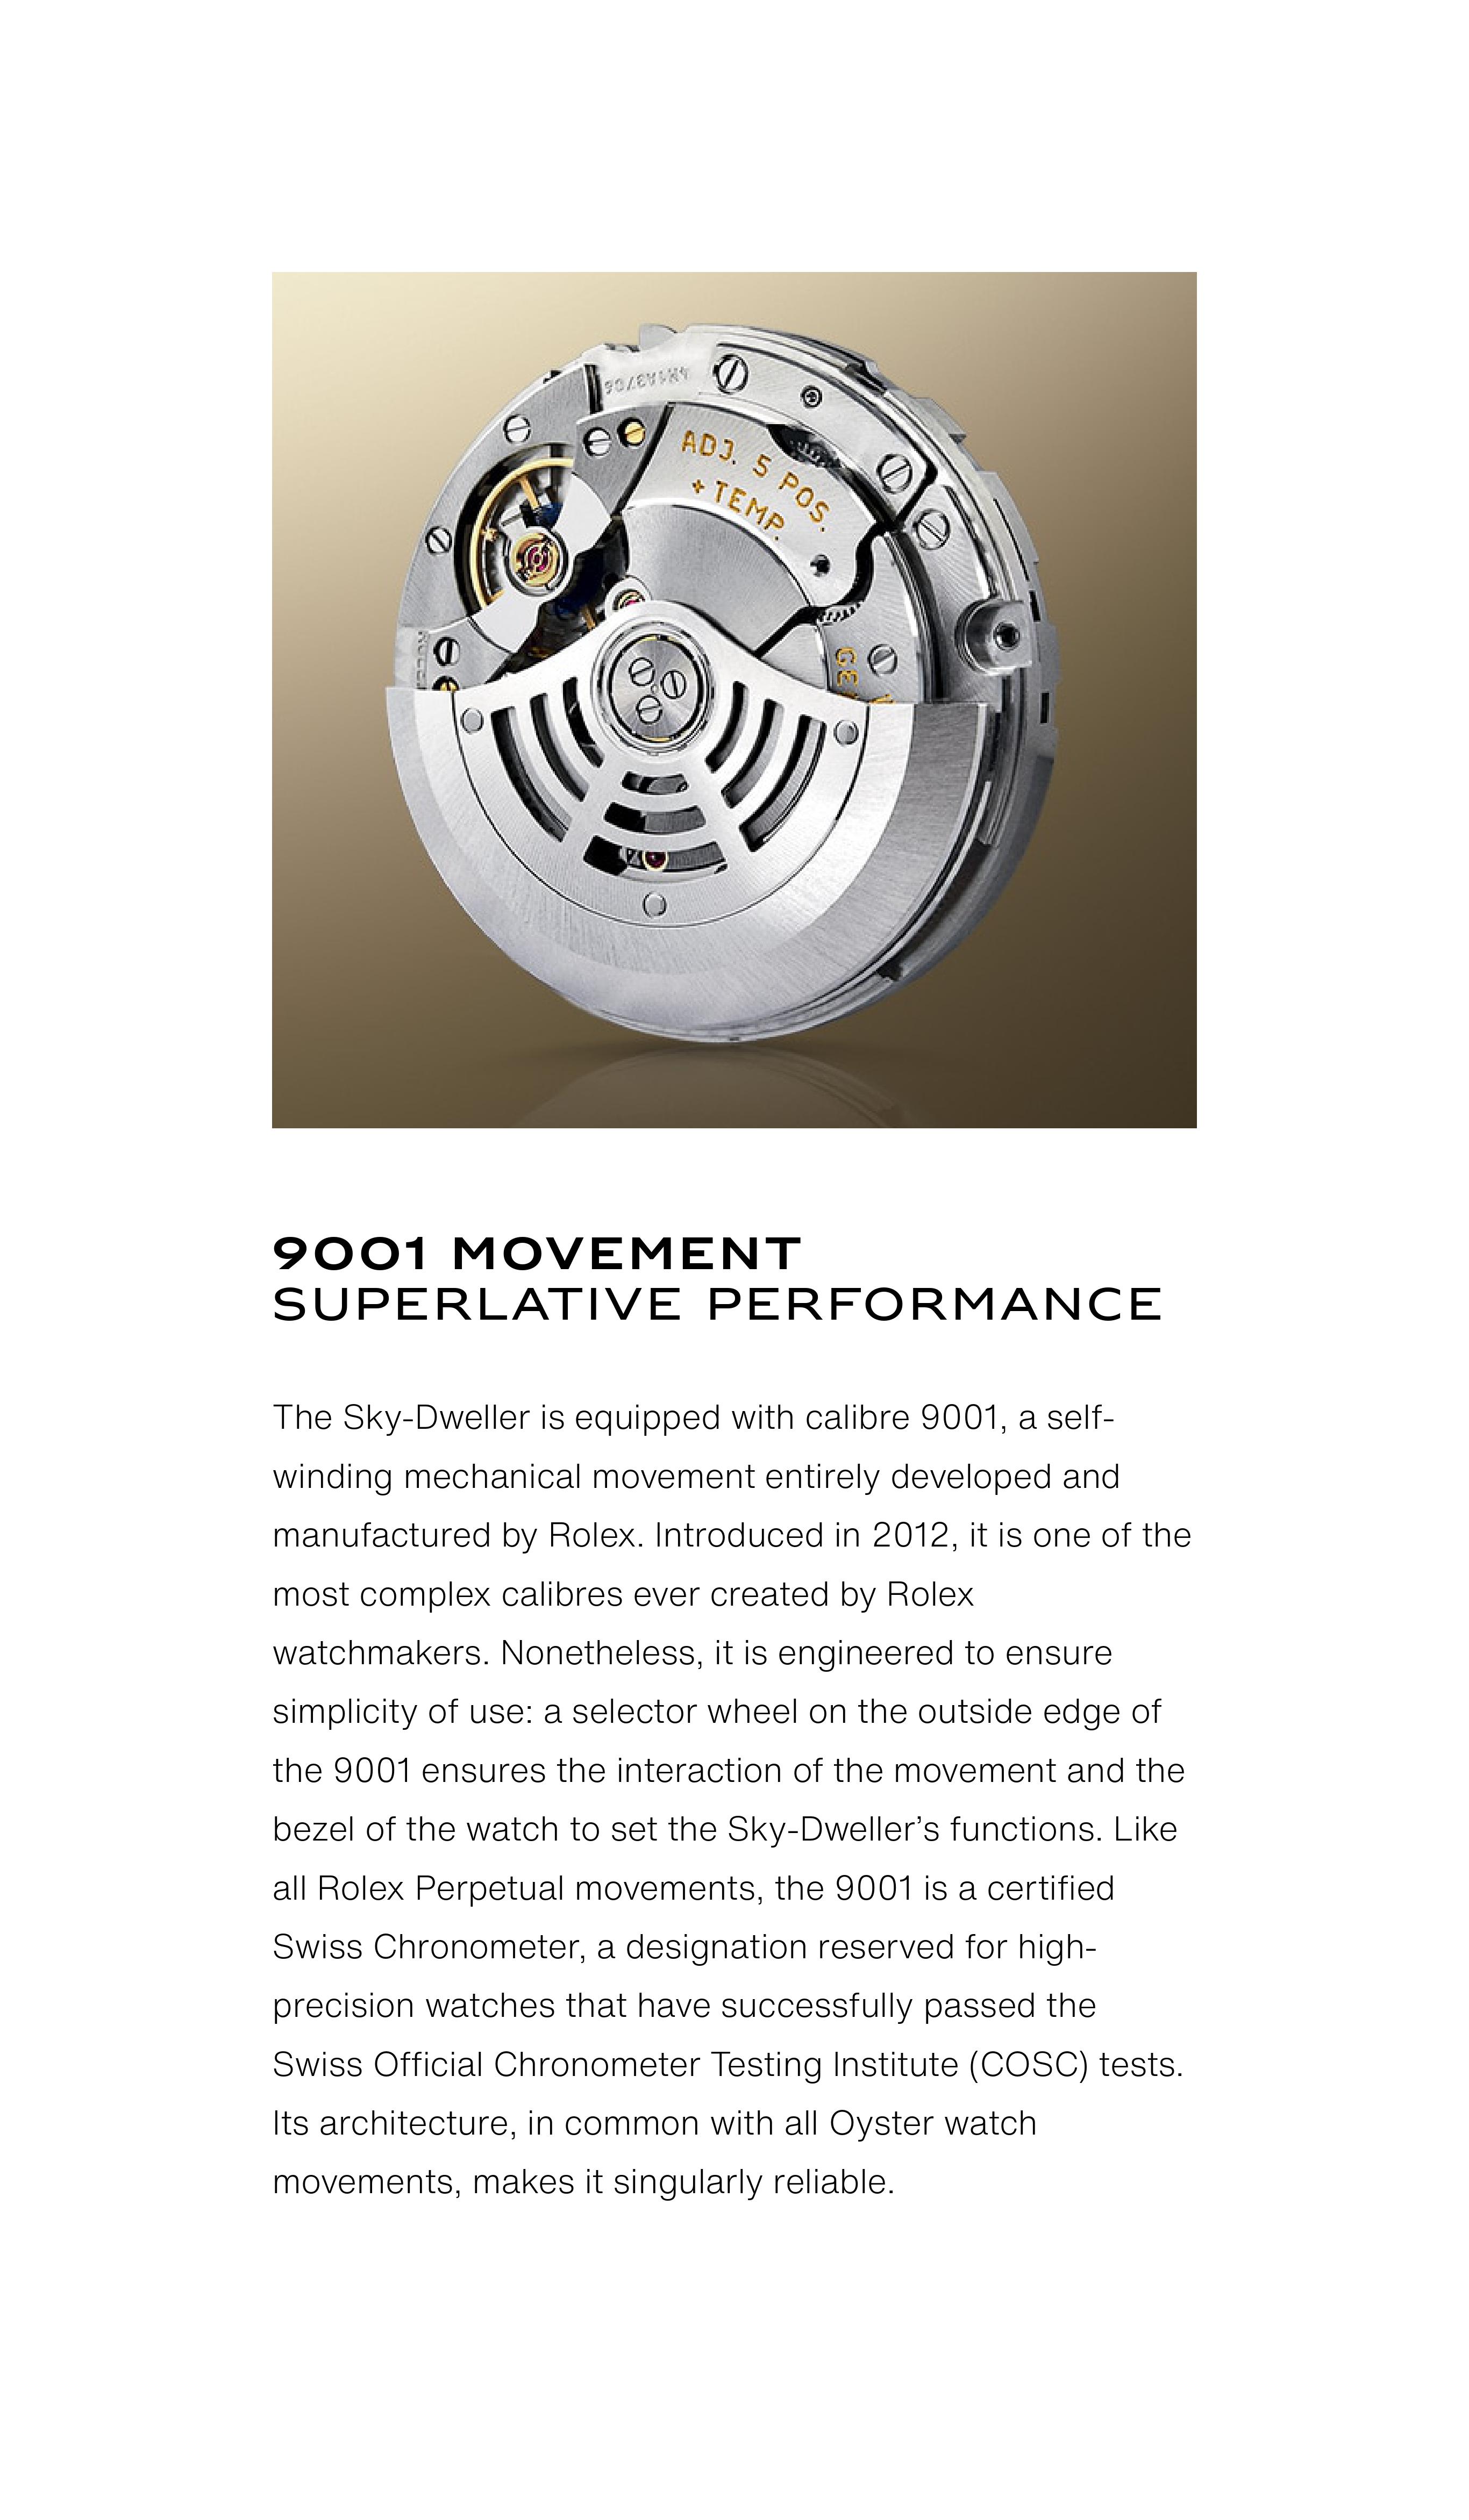 4N1A3706
ADJ. 5 POS.
+ TEMP.
9001 MOVEMENT
SUPERLATIVE PERFORMANCE
The Sky-Dweller is equipped with calibre 9001, a self-
winding mechanical movement entirely developed and
manufactured by Rolex. Introduced in 2012, it is one of the
most complex calibres ever created by Rolex
watchmakers. Nonetheless, it is engineered to ensure
simplicity of use: a selector wheel on the outside edge of
the 9001 ensures the interaction of the movement and the
bezel of the watch to set the Sky-Dweller’s functions. Like
all Rolex Perpetual movements, the 9001 is a certified
Swiss Chronometer, a designation reserved for high-
precision watches that have successfully passed the
Swiss Official Chronometer Testing Institute (COSC) tests.
Its architecture, in common with all Oyster watch
movements, makes it singularly reliable.